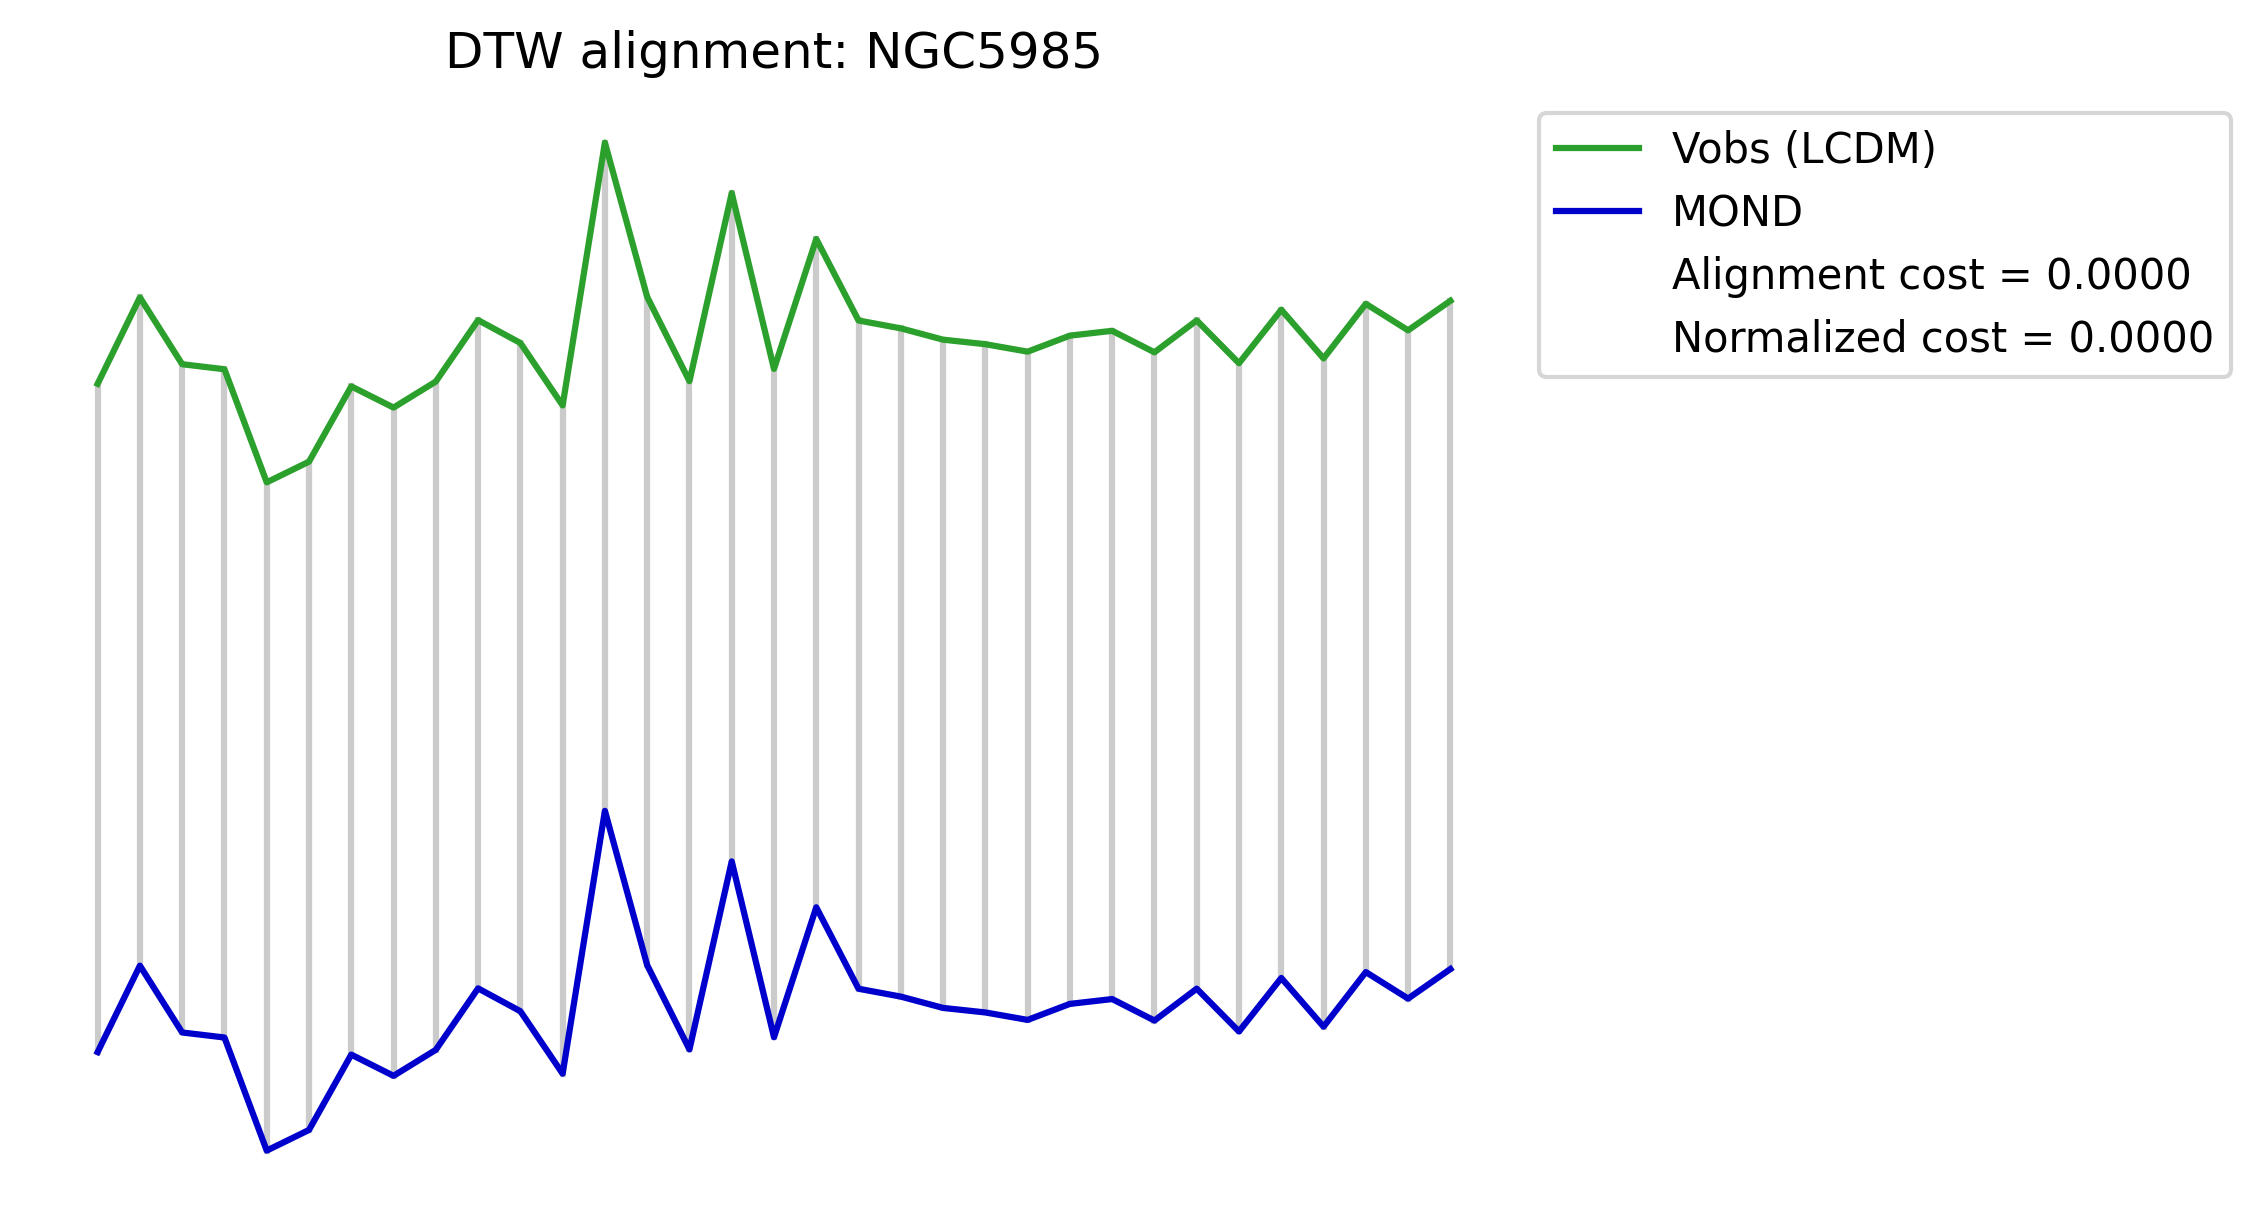 DTW alignment: NGC5985
Vobs (LCDM)
MOND
Alignment cost = 0.0000
Normalized cost = 0.0000